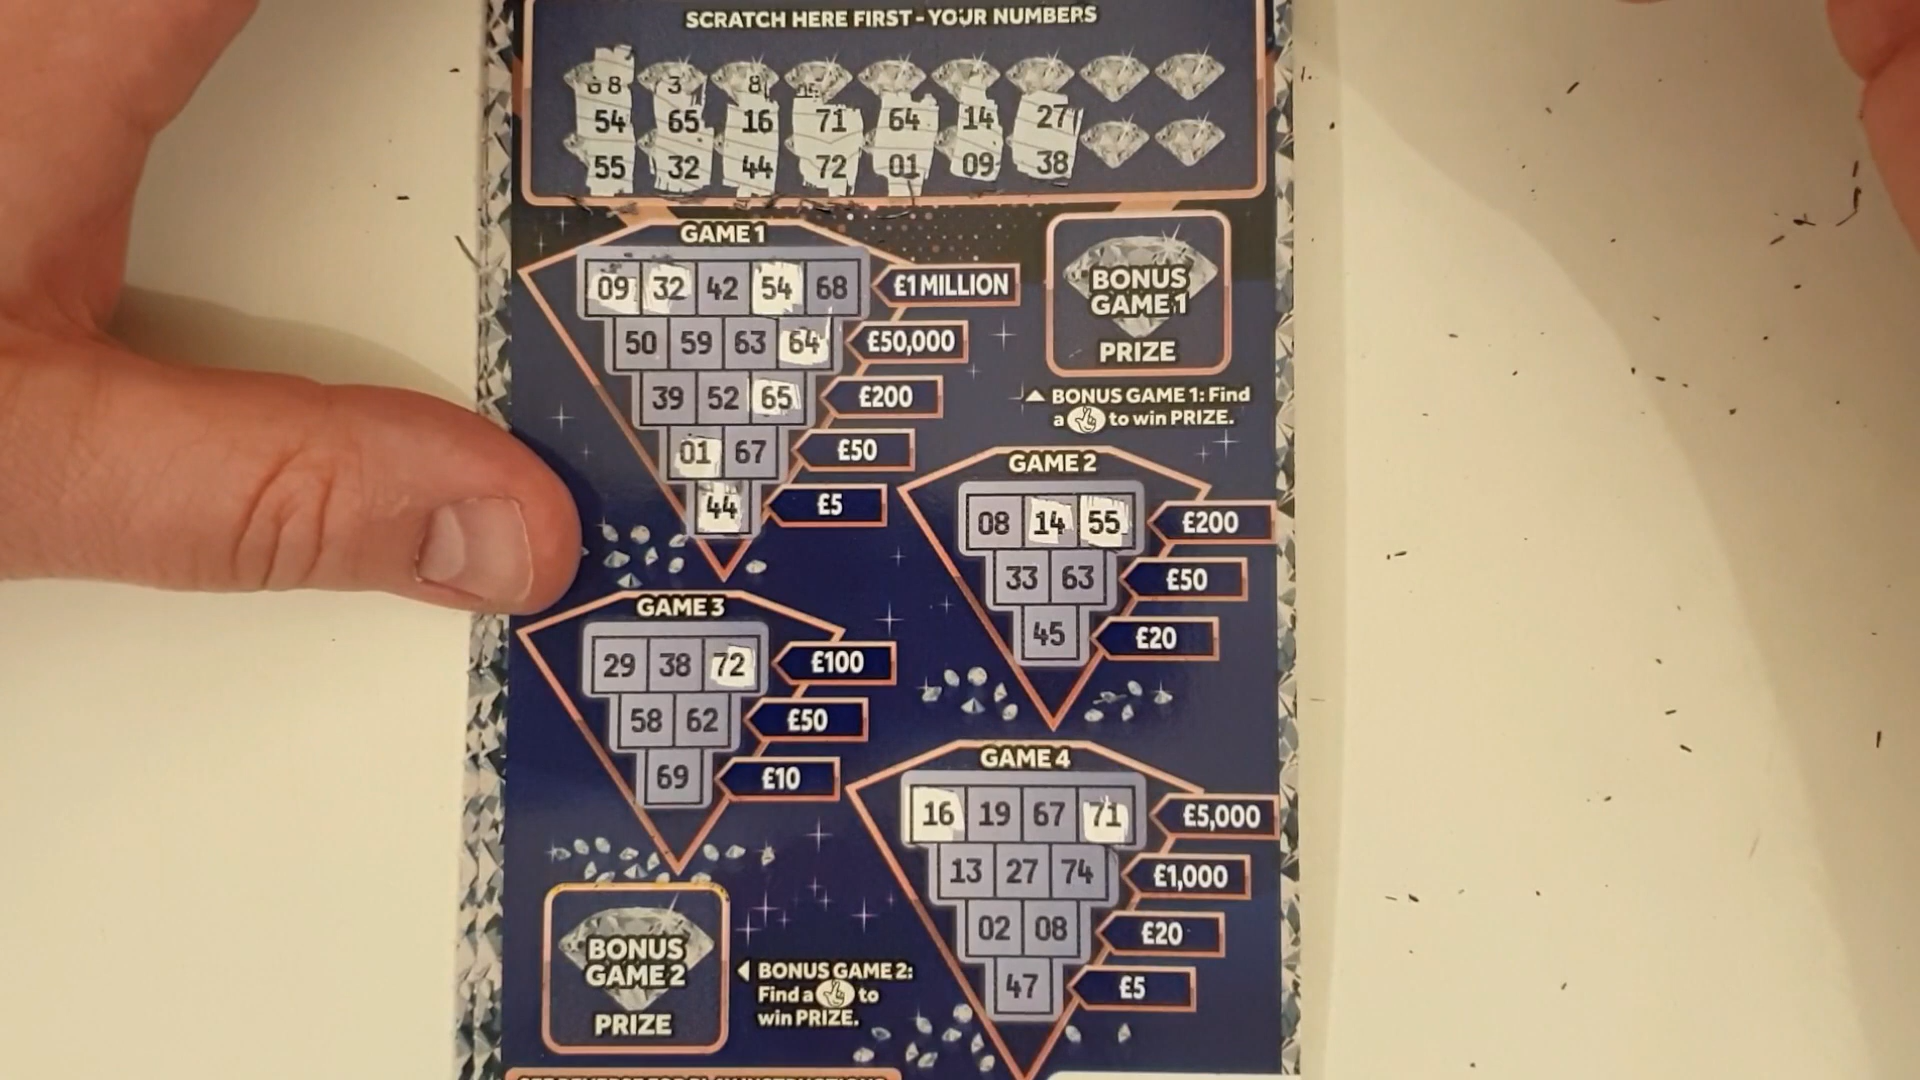 SCRATCH HERE FIRST - YOUR NUMBERS
68 3 8
54 65 16 71 64 14 27
55 32 44 72 01 09 38
GAME 1
09 32 42 54 68 £1 MILLION
50 59 63 64 £50,000
39 52 65 £200
01 67 £50
44 £5
BONUS
GAME 1
PRIZE
BONUS GAME 1: Find
a to win PRIZE.
GAME 2
08 14 55 £200
33 63 £50
45 £20
GAME 3
29 38 72 £100
58 62 £50
69 £10
GAME 4
16 19 67 71 £5,000
13 27 74 £1,000
02 08 £20
47 £5
BONUS
GAME 2
PRIZE
BONUS GAME 2:
Find a to
win PRIZE.